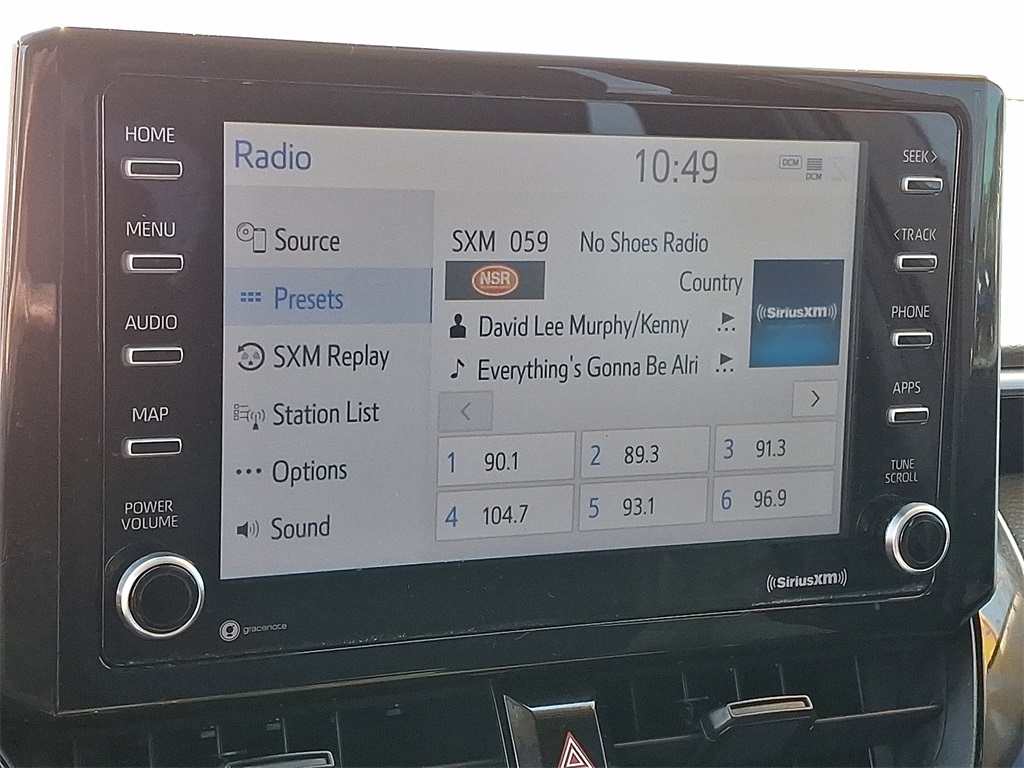 HOME
MENU
AUDIO
MAP
POWER
VOLUME
Radio
10:49
DCM
DCM
Source
Presets
SXM Replay
Station List
Options
Sound
SXM 059 No Shoes Radio
NSR
Country
SiriusXM
David Lee Murphy/Kenny
Everything's Gonna Be Alri
1 90.1
2 89.3
3 91.3
4 104.7
5 93.1
6 96.9
SEEK >
< TRACK
PHONE
APPS
TUNE
SCROLL
gracenote
SiriusXM